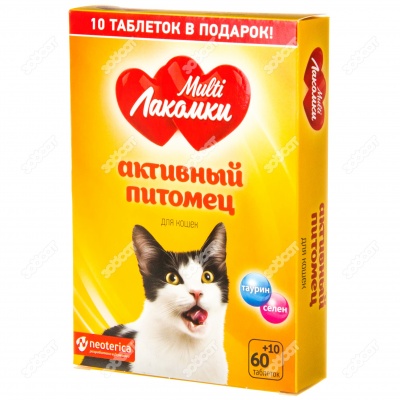 10 ТАБЛЕТОК В ПОДАРОК!
Multi
Лакомки
активный
питомец
для кошек
таурин
селен
neoterica
+10
60
таблеток
Multi
Лакомки
активный
питомец
для кошек